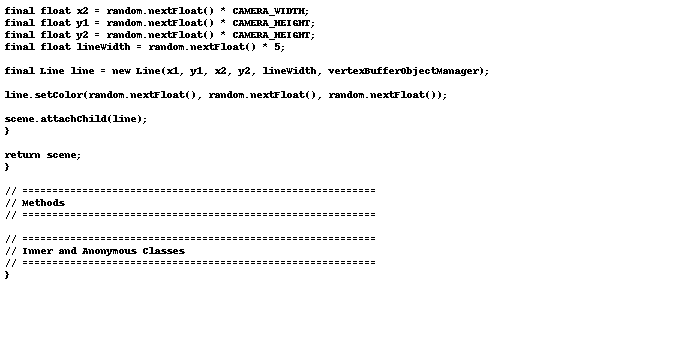 final float x2 = random.nextFloat() * CAMERA_WIDTH;
final float y1 = random.nextFloat() * CAMERA_HEIGHT;
final float y2 = random.nextFloat() * CAMERA_HEIGHT;
final float lineWidth = random.nextFloat() * 5;
final Line line = new Line(x1, y1, x2, y2, lineWidth, vertexBufferObjectManager);
line.setColor(random.nextFloat(), random.nextFloat(), random.nextFloat());
scene.attachChild(line);
}
return scene;
}
// ===========================================================
// Methods
// ===========================================================
// ===========================================================
// Inner and Anonymous Classes
// ===========================================================
}